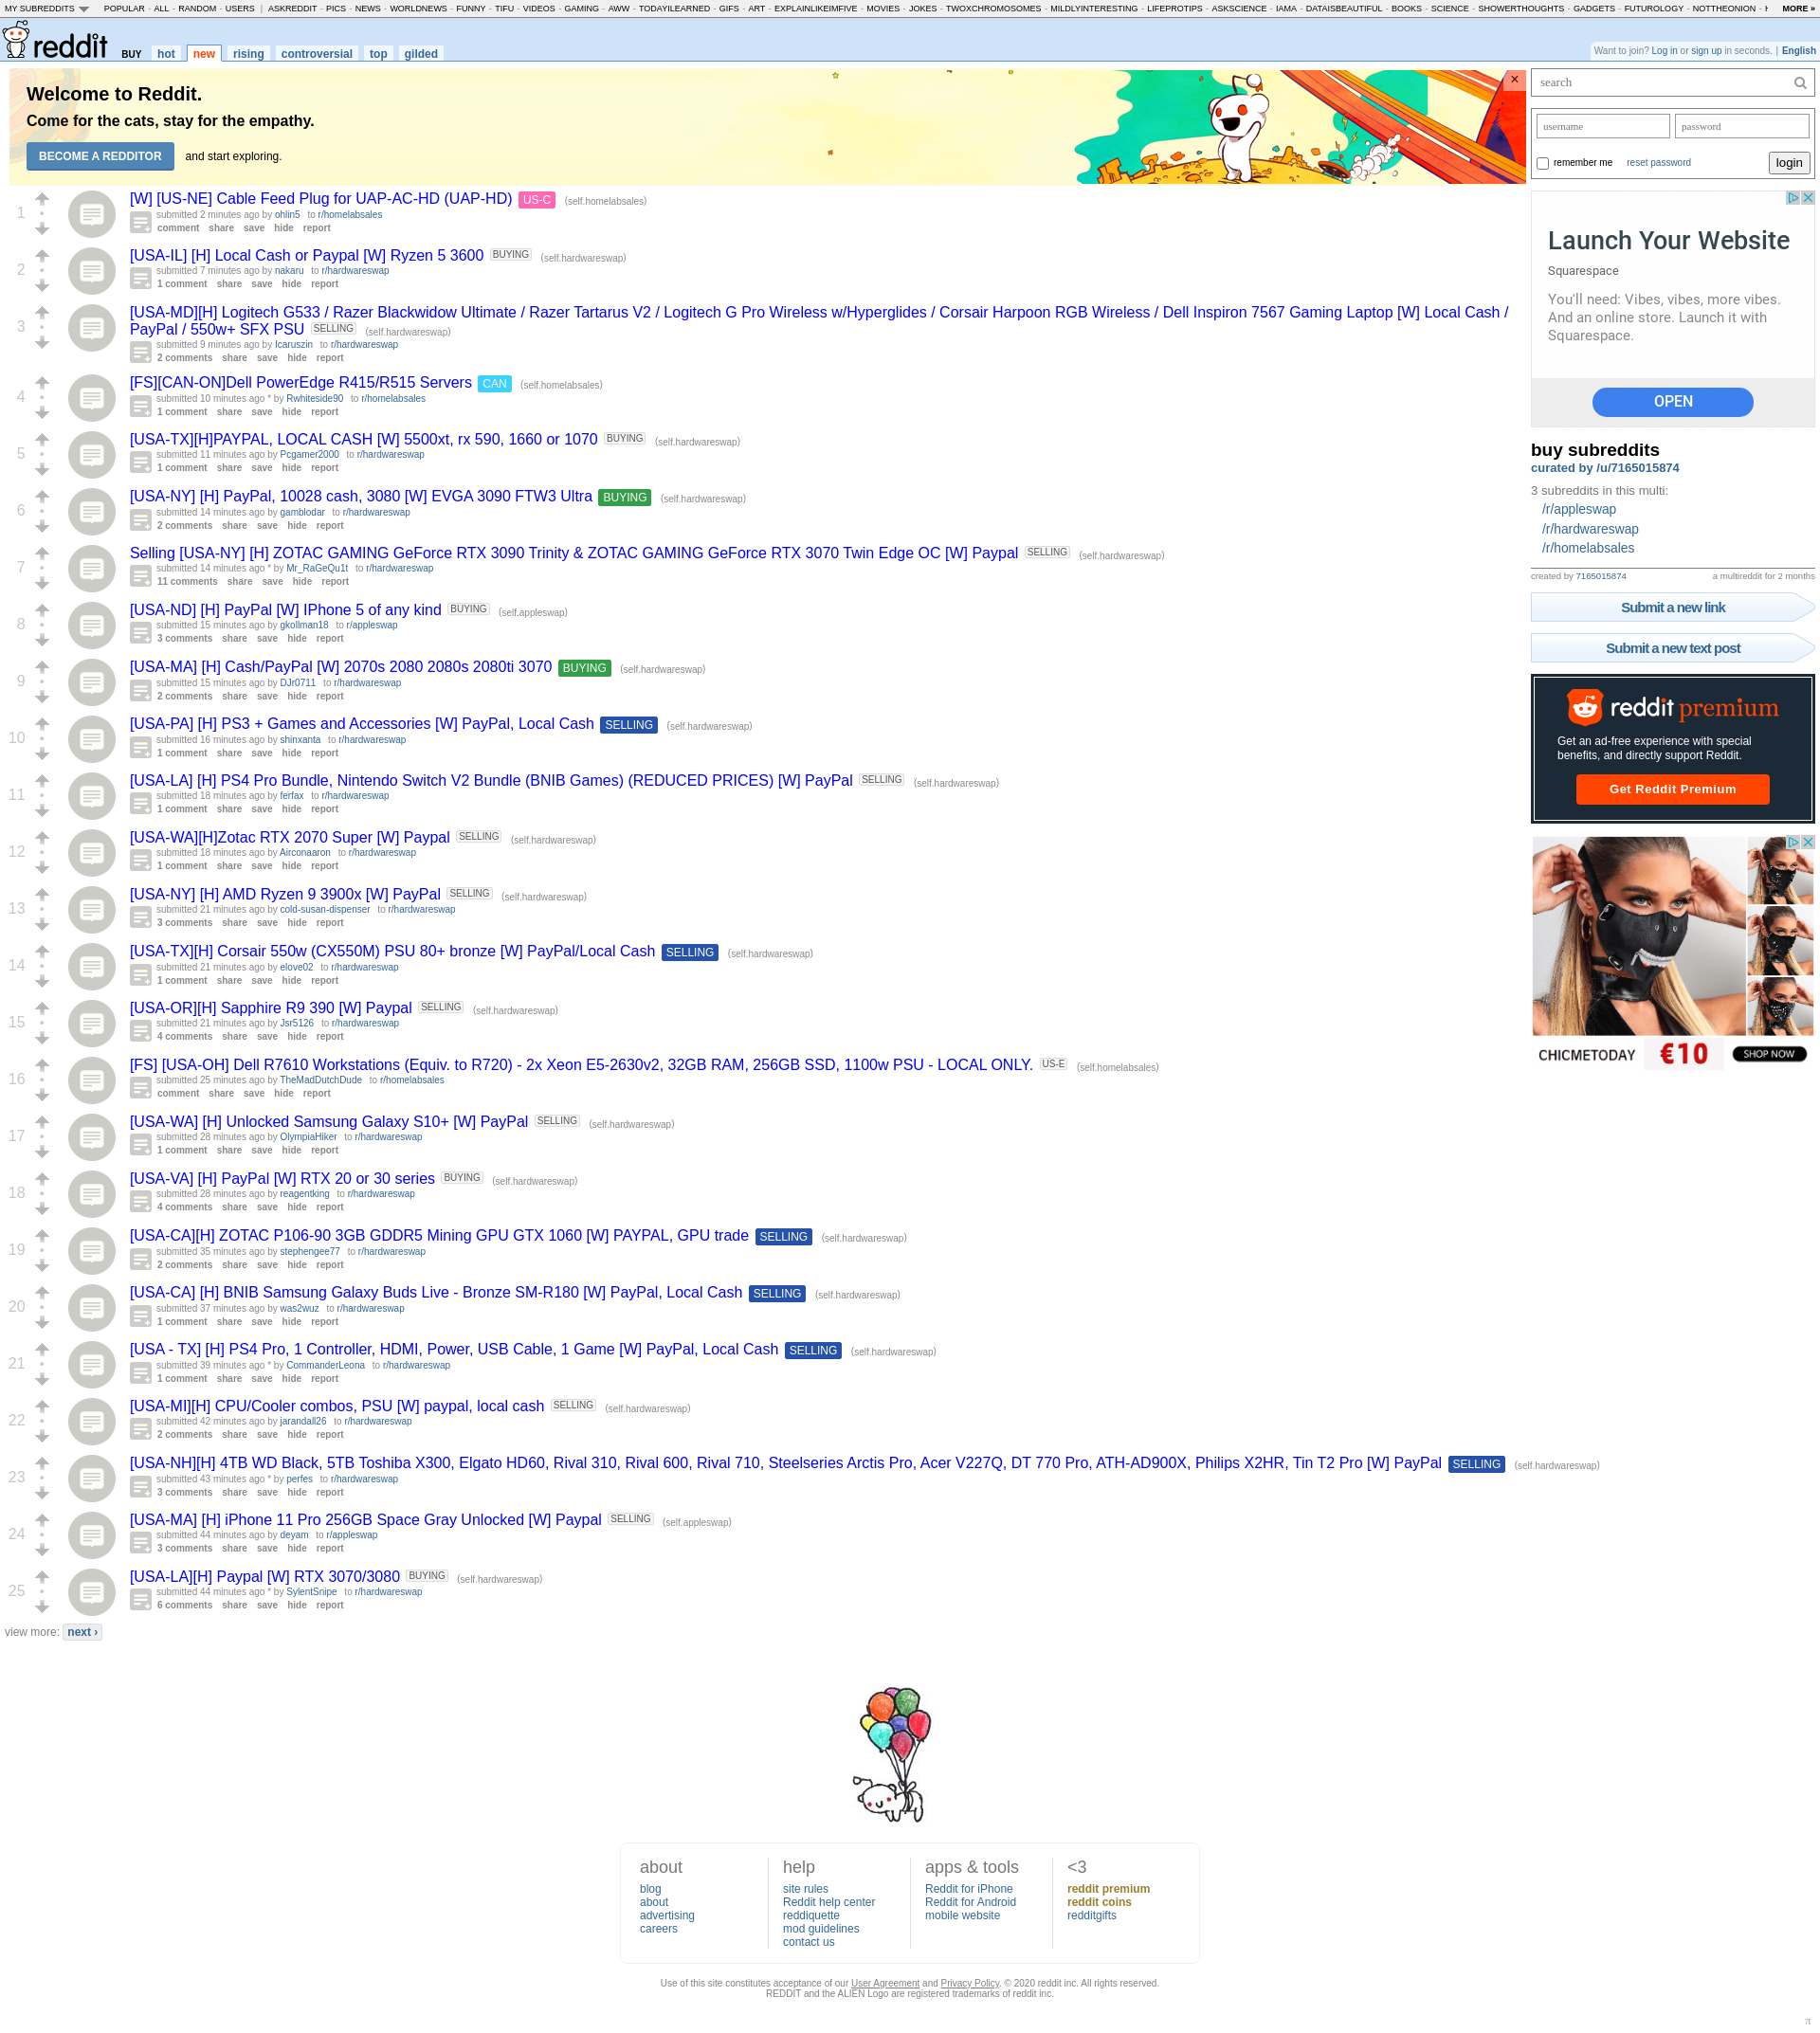 MY SUBREDDITS POPULAR - ALL - RANDOM - USERS | ASKREDDIT - PICS - NEWS - WORLDNEWS - FUNNY - TIFU - VIDEOS - GAMING - AWW - TODAYILEARNED - GIFS - ART - EXPLAINLIKEIMFIVE - MOVIES - JOKES - TWOXCHROMOSOMES - MILDLYINTERESTING - LIFEPROTIPS - ASKSCIENCE - IAMA - DATAISBEAUTIFUL - BOOKS - SCIENCE - SHOWERTHOUGHTS - GADGETS - FUTUROLOGY - NOTTHEONION - MORE »
reddit BUY hot new rising controversial top gilded
Want to join? Log in or sign up in seconds. | English
Welcome to Reddit.
Come for the cats, stay for the empathy.
BECOME A REDDITOR and start exploring.
×
1
[W] [US-NE] Cable Feed Plug for UAP-AC-HD (UAP-HD) US-C (self.homelabsales)
submitted 2 minutes ago by ohlin5 to r/homelabsales
comment share save hide report
2
[USA-IL] [H] Local Cash or Paypal [W] Ryzen 5 3600 BUYING (self.hardwareswap)
submitted 7 minutes ago by nakaru to r/hardwareswap
1 comment share save hide report
3
[USA-MD][H] Logitech G533 / Razer Blackwidow Ultimate / Razer Tartarus V2 / Logitech G Pro Wireless w/Hyperglides / Corsair Harpoon RGB Wireless / Dell Inspiron 7567 Gaming Laptop [W] Local Cash /
PayPal / 550w+ SFX PSU SELLING (self.hardwareswap)
submitted 9 minutes ago by Icaruszin to r/hardwareswap
2 comments share save hide report
4
[FS][CAN-ON]Dell PowerEdge R415/R515 Servers CAN (self.homelabsales)
submitted 10 minutes ago * by Rwhiteside90 to r/homelabsales
1 comment share save hide report
5
[USA-TX][H]PAYPAL, LOCAL CASH [W] 5500xt, rx 590, 1660 or 1070 BUYING (self.hardwareswap)
submitted 11 minutes ago by Pcgamer2000 to r/hardwareswap
1 comment share save hide report
6
[USA-NY] [H] PayPal, 10028 cash, 3080 [W] EVGA 3090 FTW3 Ultra BUYING (self.hardwareswap)
submitted 14 minutes ago by gamblodar to r/hardwareswap
2 comments share save hide report
7
Selling [USA-NY] [H] ZOTAC GAMING GeForce RTX 3090 Trinity & ZOTAC GAMING GeForce RTX 3070 Twin Edge OC [W] Paypal SELLING (self.hardwareswap)
submitted 14 minutes ago * by Mr_RaGeQu1t to r/hardwareswap
11 comments share save hide report
8
[USA-ND] [H] PayPal [W] IPhone 5 of any kind BUYING (self.appleswap)
submitted 15 minutes ago by gkollman18 to r/appleswap
3 comments share save hide report
9
[USA-MA] [H] Cash/PayPal [W] 2070s 2080 2080s 2080ti 3070 BUYING (self.hardwareswap)
submitted 15 minutes ago by DJr0711 to r/hardwareswap
2 comments share save hide report
10
[USA-PA] [H] PS3 + Games and Accessories [W] PayPal, Local Cash SELLING (self.hardwareswap)
submitted 16 minutes ago by shinxanta to r/hardwareswap
1 comment share save hide report
11
[USA-LA] [H] PS4 Pro Bundle, Nintendo Switch V2 Bundle (BNIB Games) (REDUCED PRICES) [W] PayPal SELLING (self.hardwareswap)
submitted 18 minutes ago by ferfax to r/hardwareswap
1 comment share save hide report
12
[USA-WA][H]Zotac RTX 2070 Super [W] Paypal SELLING (self.hardwareswap)
submitted 18 minutes ago by Airconaaron to r/hardwareswap
1 comment share save hide report
13
[USA-NY] [H] AMD Ryzen 9 3900x [W] PayPal SELLING (self.hardwareswap)
submitted 21 minutes ago by cold-susan-dispenser to r/hardwareswap
3 comments share save hide report
14
[USA-TX][H] Corsair 550w (CX550M) PSU 80+ bronze [W] PayPal/Local Cash SELLING (self.hardwareswap)
submitted 21 minutes ago by elove02 to r/hardwareswap
1 comment share save hide report
15
[USA-OR][H] Sapphire R9 390 [W] Paypal SELLING (self.hardwareswap)
submitted 21 minutes ago by Jsr5126 to r/hardwareswap
4 comments share save hide report
16
[FS] [USA-OH] Dell R7610 Workstations (Equiv. to R720) - 2x Xeon E5-2630v2, 32GB RAM, 256GB SSD, 1100w PSU - LOCAL ONLY. US-E (self.homelabsales)
submitted 25 minutes ago by TheMadDutchDude to r/homelabsales
comment share save hide report
17
[USA-WA] [H] Unlocked Samsung Galaxy S10+ [W] PayPal SELLING (self.hardwareswap)
submitted 28 minutes ago by OlympiaHiker to r/hardwareswap
1 comment share save hide report
18
[USA-VA] [H] PayPal [W] RTX 20 or 30 series BUYING (self.hardwareswap)
submitted 28 minutes ago by reagentking to r/hardwareswap
4 comments share save hide report
19
[USA-CA][H] ZOTAC P106-90 3GB GDDR5 Mining GPU GTX 1060 [W] PAYPAL, GPU trade SELLING (self.hardwareswap)
submitted 35 minutes ago by stephengee77 to r/hardwareswap
2 comments share save hide report
20
[USA-CA] [H] BNIB Samsung Galaxy Buds Live - Bronze SM-R180 [W] PayPal, Local Cash SELLING (self.hardwareswap)
submitted 37 minutes ago by was2wuz to r/hardwareswap
1 comment share save hide report
21
[USA - TX] [H] PS4 Pro, 1 Controller, HDMI, Power, USB Cable, 1 Game [W] PayPal, Local Cash SELLING (self.hardwareswap)
submitted 39 minutes ago * by CommanderLeona to r/hardwareswap
1 comment share save hide report
22
[USA-MI][H] CPU/Cooler combos, PSU [W] paypal, local cash SELLING (self.hardwareswap)
submitted 42 minutes ago by jarandall26 to r/hardwareswap
2 comments share save hide report
23
[USA-NH][H] 4TB WD Black, 5TB Toshiba X300, Elgato HD60, Rival 310, Rival 600, Rival 710, Steelseries Arctis Pro, Acer V227Q, DT 770 Pro, ATH-AD900X, Philips X2HR, Tin T2 Pro [W] PayPal SELLING (self.hardwareswap)
submitted 43 minutes ago * by perfes to r/hardwareswap
3 comments share save hide report
24
[USA-MA] [H] iPhone 11 Pro 256GB Space Gray Unlocked [W] Paypal SELLING (self.appleswap)
submitted 44 minutes ago by deyam to r/appleswap
3 comments share save hide report
25
[USA-LA][H] Paypal [W] RTX 3070/3080 BUYING (self.hardwareswap)
submitted 44 minutes ago * by SylentSnipe to r/hardwareswap
6 comments share save hide report
view more: next ›
search
username password
remember me reset password login
Launch Your Website
Squarespace
You'll need: Vibes, vibes, more vibes.
And an online store. Launch it with
Squarespace.
OPEN
buy subreddits
curated by /u/7165015874
3 subreddits in this multi:
/r/appleswap
/r/hardwareswap
/r/homelabsales
created by 7165015874 a multireddit for 2 months
Submit a new link
Submit a new text post
reddit premium
Get an ad-free experience with special
benefits, and directly support Reddit.
Get Reddit Premium
CHICMETODAY €10 SHOP NOW
about
blog
about
advertising
careers
help
site rules
Reddit help center
reddiquette
mod guidelines
contact us
apps & tools
Reddit for iPhone
Reddit for Android
mobile website
<3
reddit premium
reddit coins
redditgifts
Use of this site constitutes acceptance of our User Agreement and Privacy Policy. © 2020 reddit inc. All rights reserved.
REDDIT and the ALIEN Logo are registered trademarks of reddit inc.
π